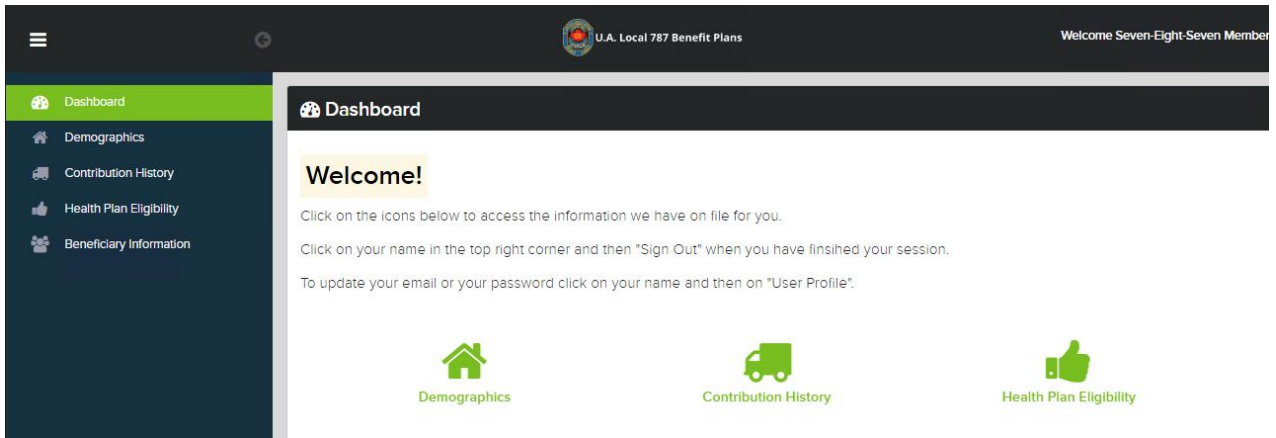 U.A. Local 787 Benefit Plans
Welcome Seven-Eight-Seven Member
Dashboard
Demographics
Contribution History
Health Plan Eligibility
Beneficiary Information
Dashboard
Welcome!
Click on the icons below to access the information we have on file for you.
Click on your name in the top right corner and then "Sign Out" when you have finsihed your session.
To update your email or your password click on your name and then on "User Profile".
Demographics
Contribution History
Health Plan Eligibility